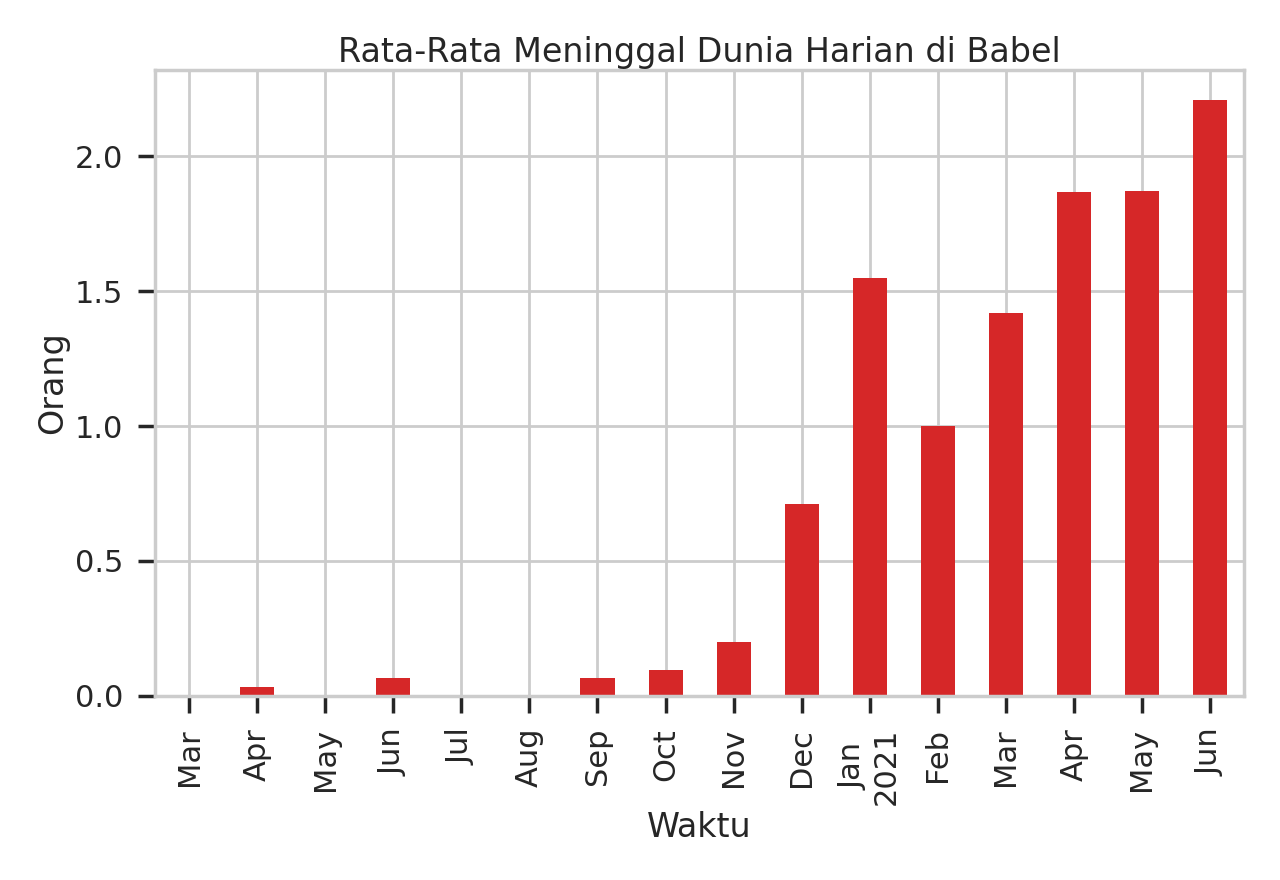 Rata-Rata Meninggal Dunia Harian di Babel
Orang
2.0
1.5
1.0
0.5
0.0
Mar
Apr
May
Jun
Jul
Aug
Sep
Oct
Nov
Dec
Jan
2021
Feb
Mar
Apr
May
Jun
Waktu